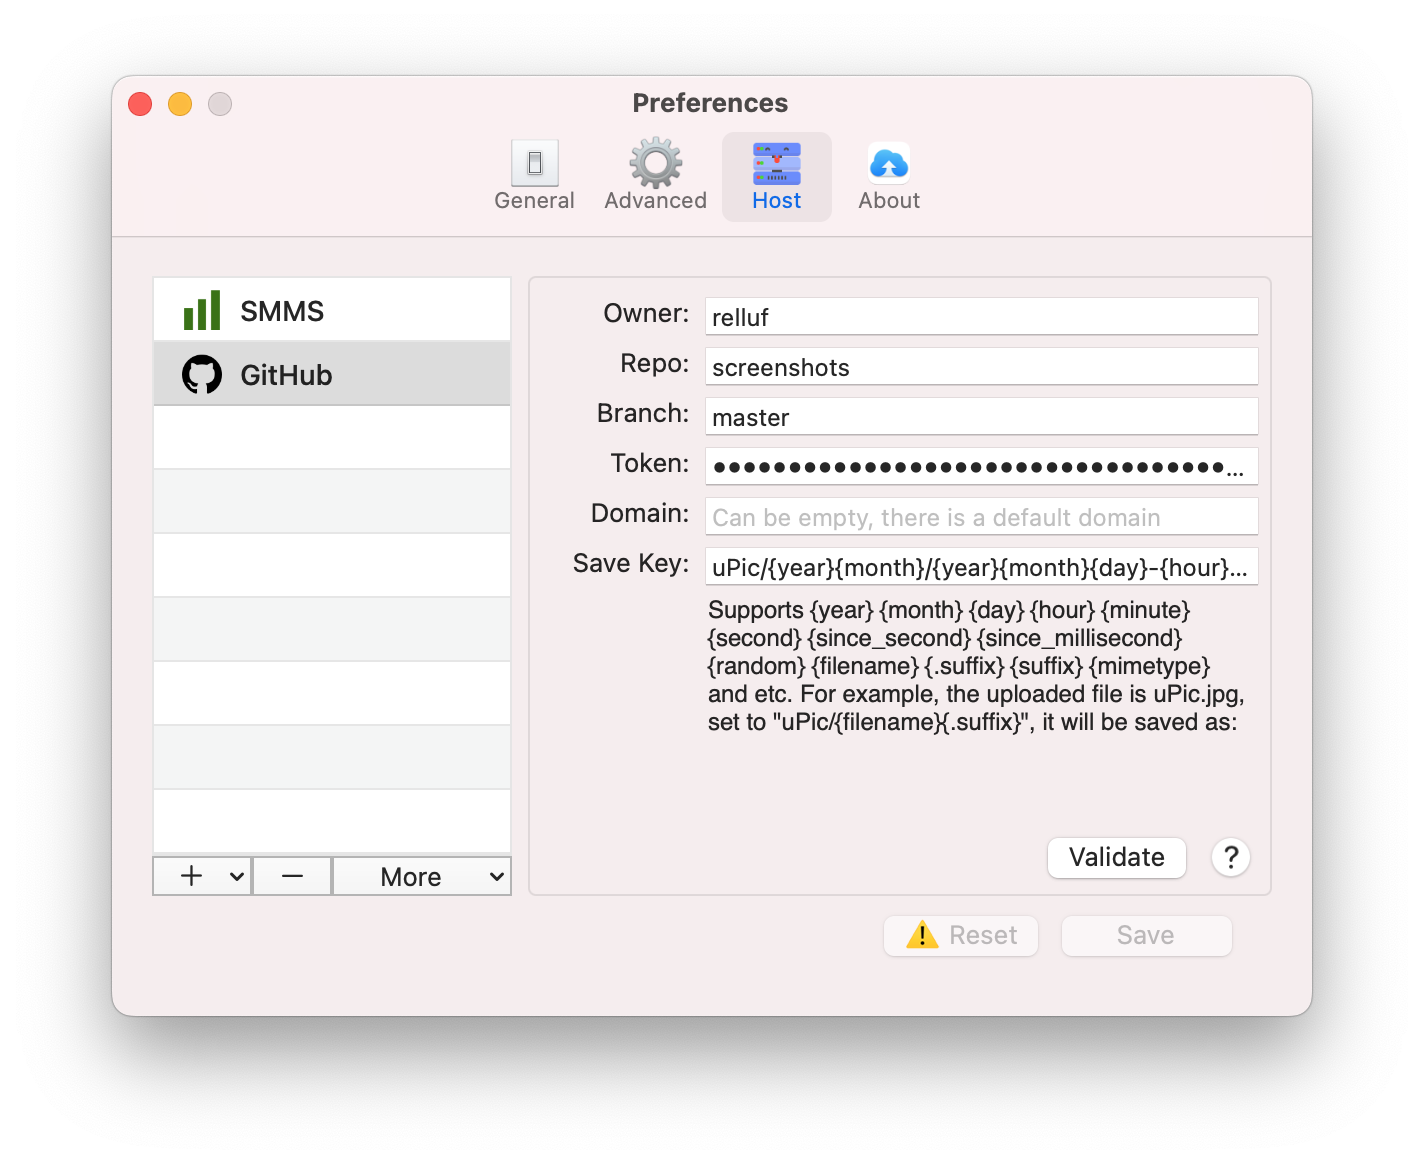 Preferences
General
Advanced
Host
About
SMMS
GitHub
Owner: relluf
Repo: screenshots
Branch: master
Token: ●●●●●●●●●●●●●●●●●●●●●●●●●●●●●●●●●●...
Domain: Can be empty, there is a default domain
Save Key: uPic/{year}{month}/{year}{month}{day}-{hour}...
Supports {year} {month} {day} {hour} {minute}
{second} {since_second} {since_millisecond}
{random} {filename} {.suffix} {suffix} {mimetype}
and etc. For example, the uploaded file is uPic.jpg,
set to "uPic/{filename}{.suffix}", it will be saved as:
Validate ?
+ − More
Reset Save